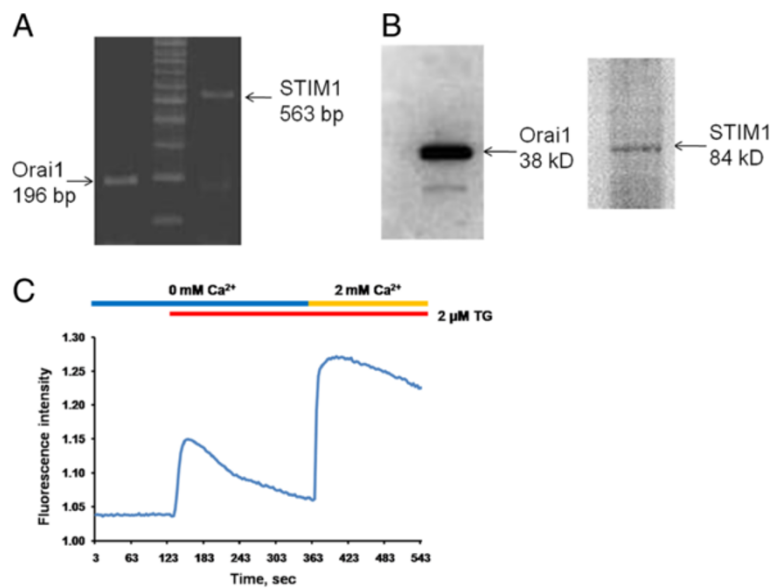 A
STIM1
563 bp
Orai1
196 bp
B
Orai1
38 kD
STIM1
84 kD
C
0 mM Ca²⁺
2 mM Ca²⁺
2 µM TG
Fluorescence intensity
1.30
1.25
1.20
1.15
1.10
1.05
1.00
3 63 123 183 243 303 363 423 483 543
Time, sec